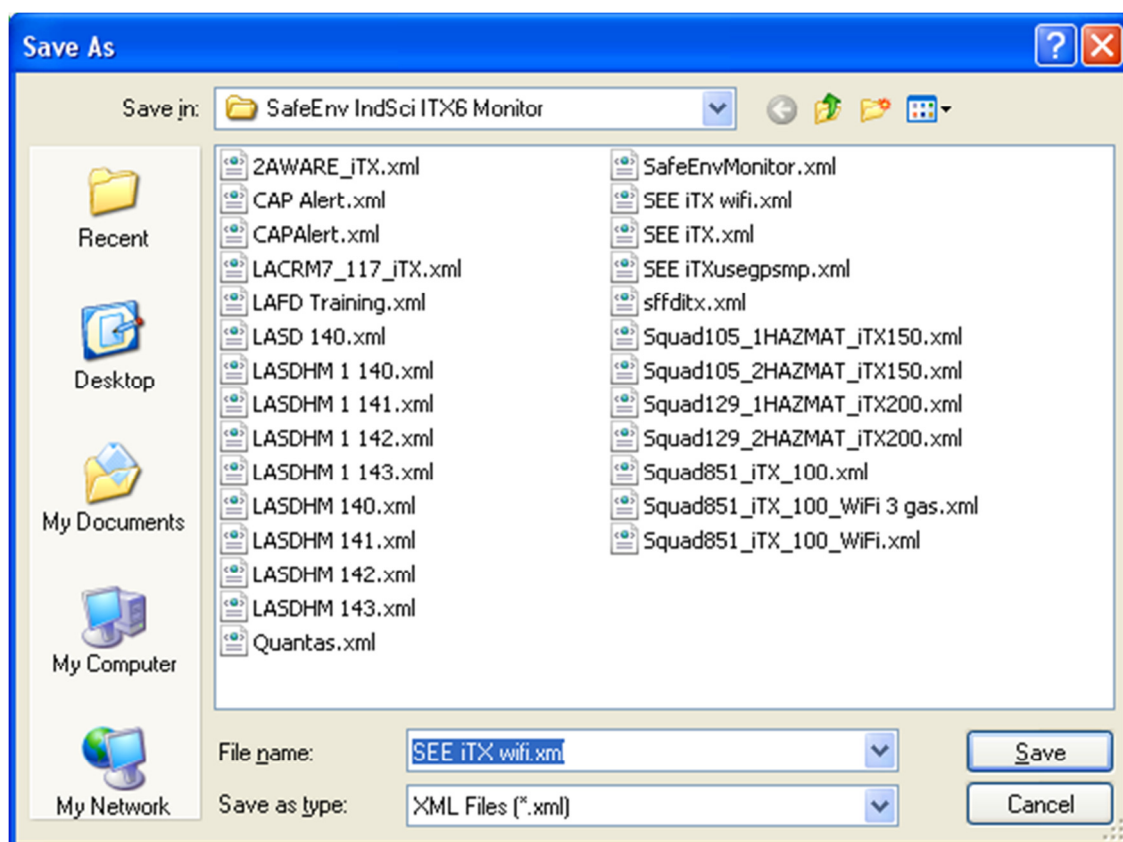 Save As
Save in: SafeEnv IndSci ITX6 Monitor
Recent
Desktop
My Documents
My Computer
My Network
2AWARE_iTX.xml
CAP Alert.xml
CAPAlert.xml
LACRM7_117_iTX.xml
LAFD Training.xml
LASD 140.xml
LASDHM 1 140.xml
LASDHM 1 141.xml
LASDHM 1 142.xml
LASDHM 1 143.xml
LASDHM 140.xml
LASDHM 141.xml
LASDHM 142.xml
LASDHM 143.xml
Quantas.xml
SafeEnvMonitor.xml
SEE iTX wifi.xml
SEE iTX.xml
SEE iTXusegpsmp.xml
sffditx.xml
Squad105_1HAZMAT_iTX150.xml
Squad105_2HAZMAT_iTX150.xml
Squad129_1HAZMAT_iTX200.xml
Squad129_2HAZMAT_iTX200.xml
Squad851_iTX_100.xml
Squad851_iTX_100_WiFi 3 gas.xml
Squad851_iTX_100_WiFi.xml
File name: SEE iTX wifi.xml Save
Save as type: XML Files (*.xml) Cancel